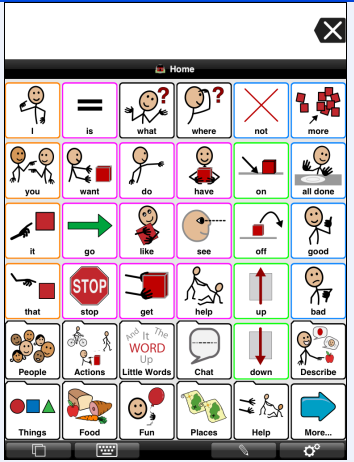 Home
I is what where not more
you want do have on all done
it go like see off good
STOP
that stop get help up bad
And It The
WORD
Up
People Actions Little Words Chat down Describe
Things Food Fun Places Help More...